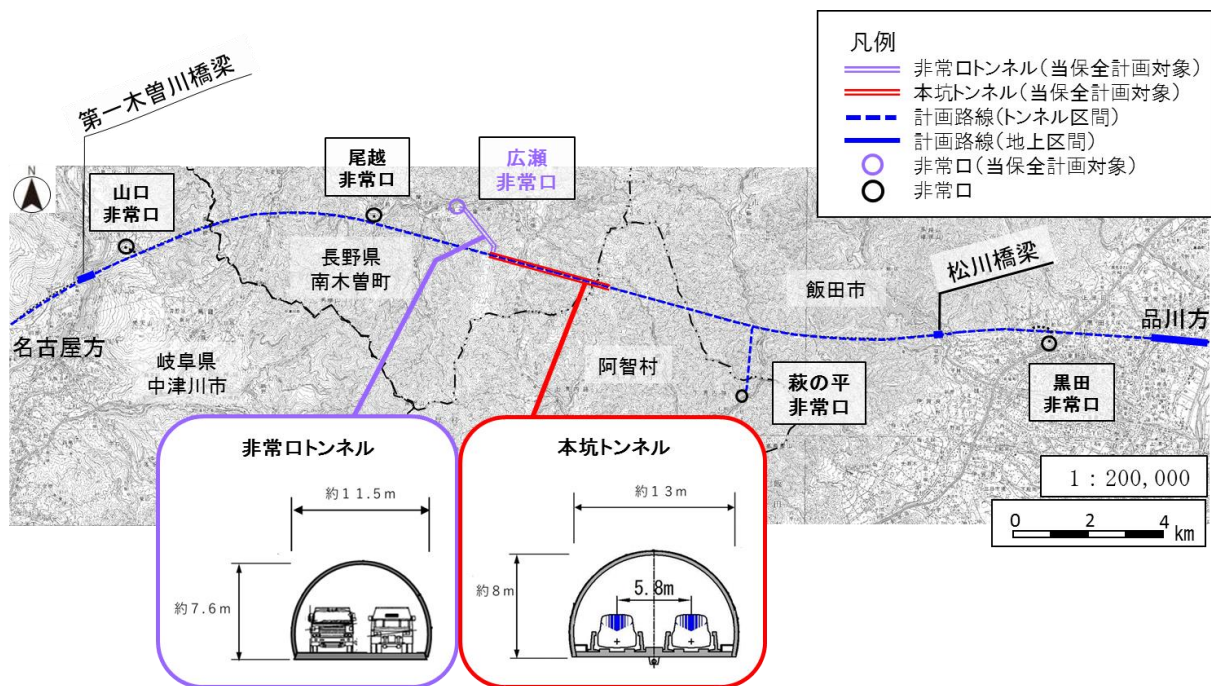 凡例
非常口トンネル(当保全計画対象)
本坑トンネル(当保全計画対象)
計画路線(トンネル区間)
計画路線(地上区間)
非常口(当保全計画対象)
非常口
第一木曽川橋梁
N
山口
非常口
尾越
非常口
広瀬
非常口
長野県
南木曽町
飯田市
松川橋梁
品川方
名古屋方
岐阜県
中津川市
阿智村
萩の平
非常口
黒田
非常口
1:200,000
0 2 4 km
非常口トンネル
約11.5m
約7.6m
本坑トンネル
約13m
約8m
5.8m